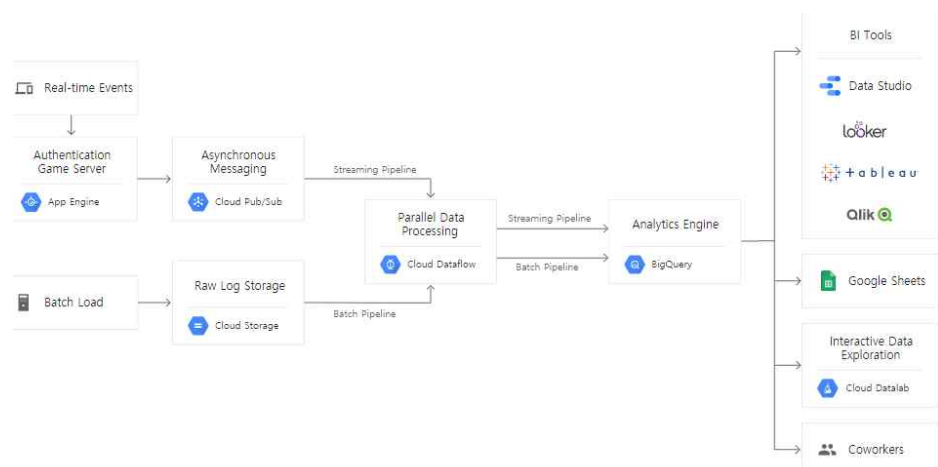 Real-time Events
Authentication
Game Server
App Engine
Asynchronous
Messaging
Cloud Pub/Sub
Streaming Pipeline
Batch Load
Raw Log Storage
Cloud Storage
Batch Pipeline
Parallel Data
Processing
Cloud Dataflow
Streaming Pipeline
Batch Pipeline
Analytics Engine
BigQuery
BI Tools
Data Studio
looker
+ a b l e a u
Qlik
Google Sheets
Interactive Data
Exploration
Cloud Datalab
Coworkers